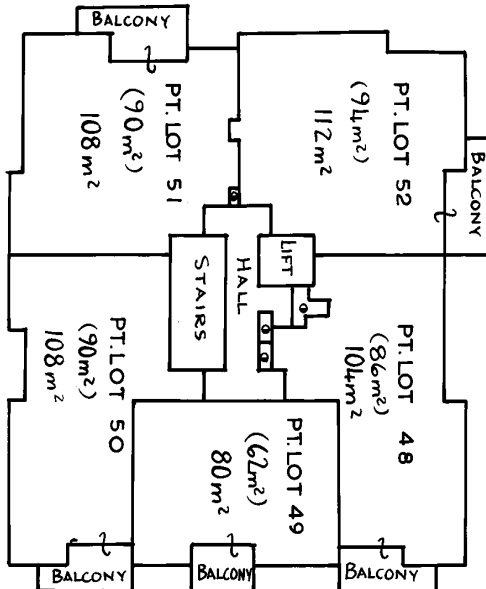 BALCONY
PT. LOT 51
(90m²)
108m²
PT. LOT 52
(94m²)
112m²
BALCONY
LIFT
HALL
STAIRS
PT. LOT 50
(90m²)
108m²
PT. LOT 49
(62m²)
80m²
PT. LOT 48
(86m²)
104m²
BALCONY
BALCONY
BALCONY